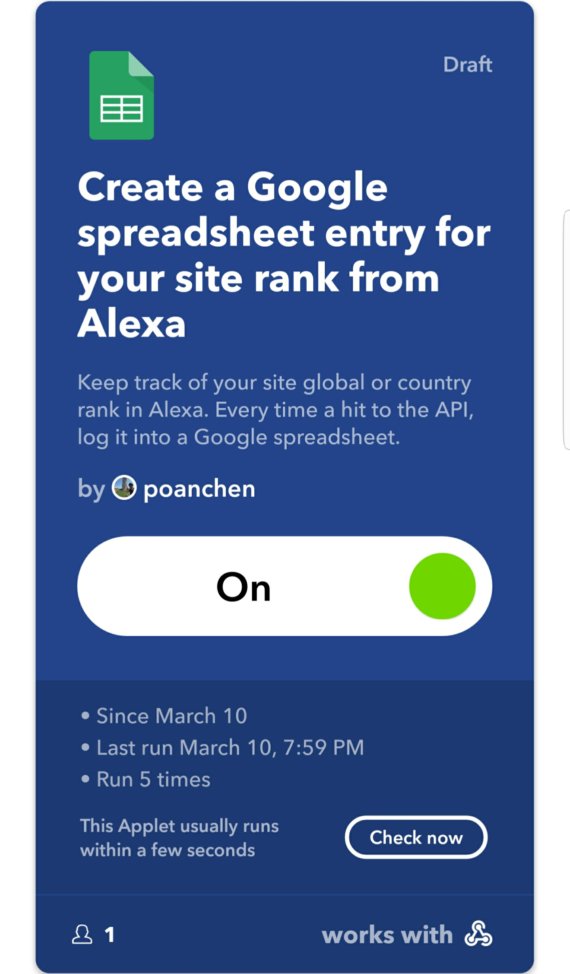 Draft
Create a Google
spreadsheet entry for
your site rank from
Alexa
Keep track of your site global or country
rank in Alexa. Every time a hit to the API,
log it into a Google spreadsheet.
by poanchen
On
• Since March 10
• Last run March 10, 7:59 PM
• Run 5 times
This Applet usually runs
within a few seconds
Check now
1
works with